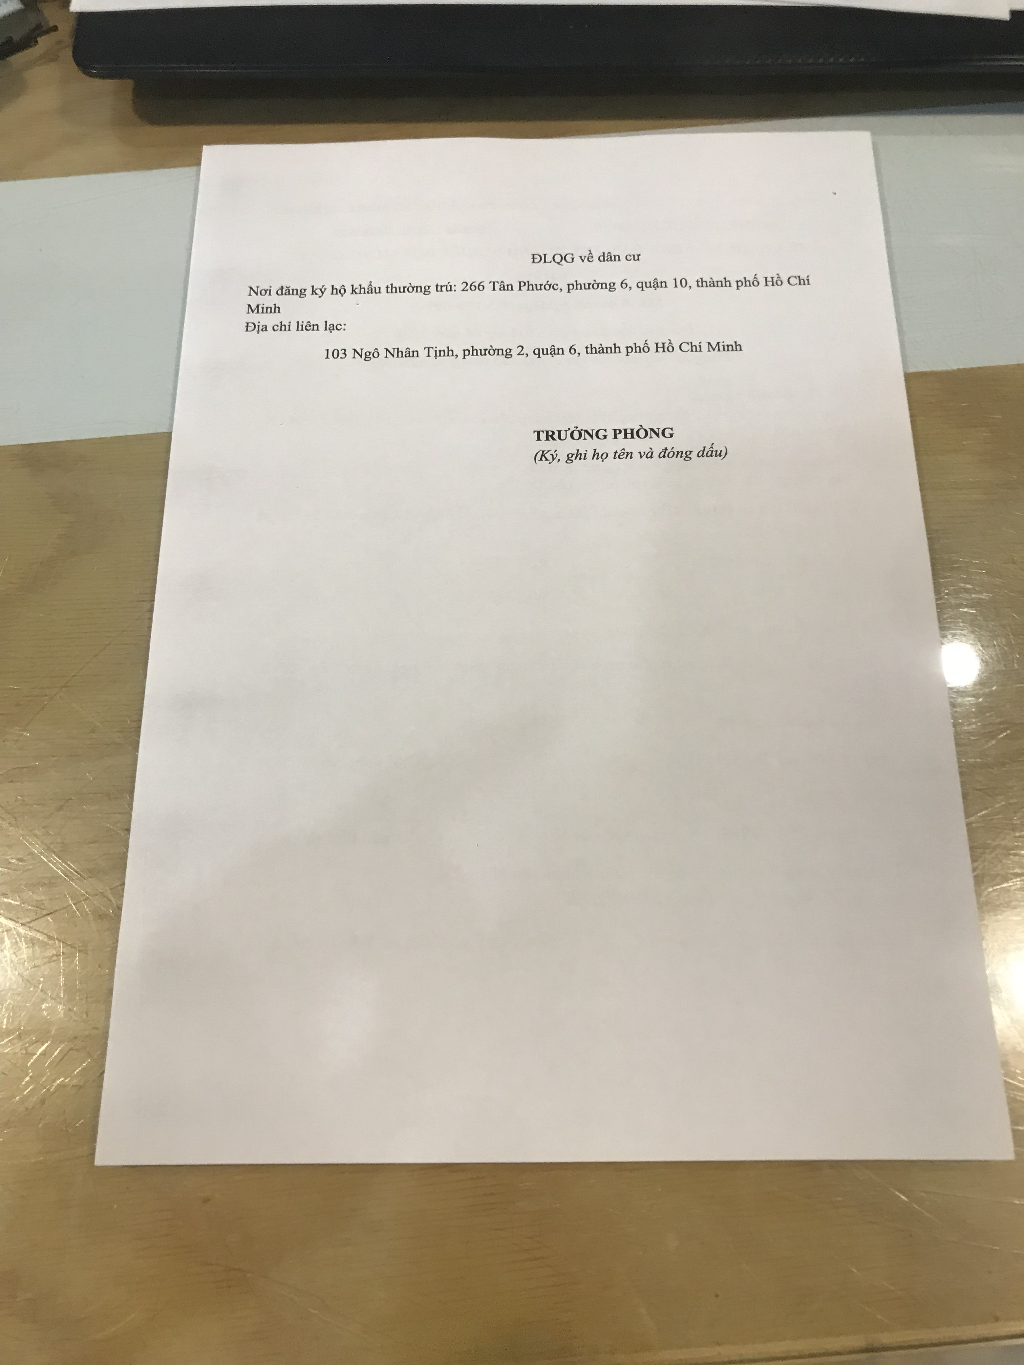 ĐLQG về dân cư
Nơi đăng ký hộ khẩu thường trú: 266 Tân Phước, phường 6, quận 10, thành phố Hồ Chí
Minh
Địa chỉ liên lạc:
103 Ngô Nhân Tịnh, phường 2, quận 6, thành phố Hồ Chí Minh
TRƯỞNG PHÒNG
(Ký, ghi họ tên và đóng dấu)